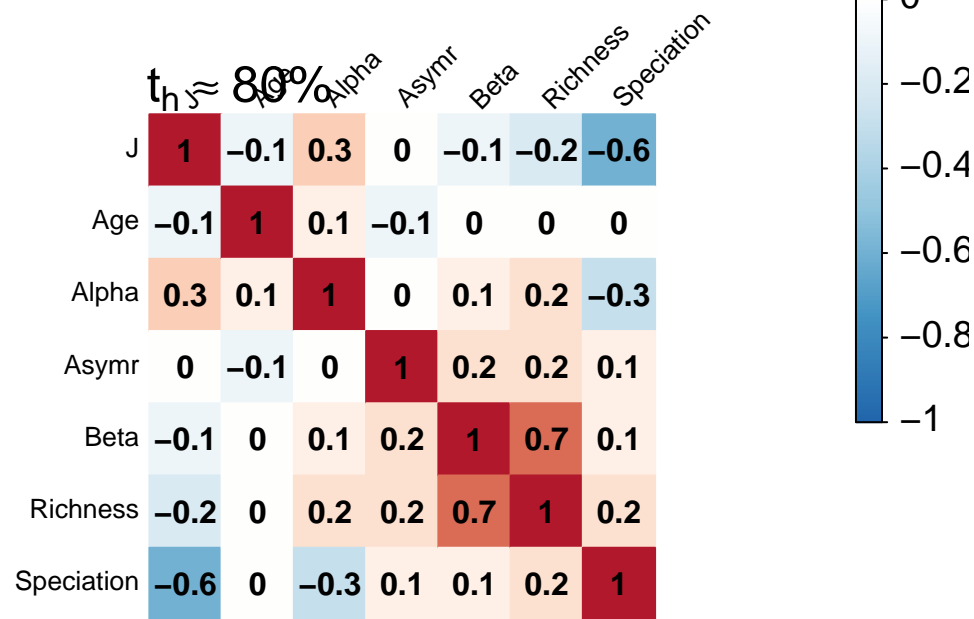 t_h ≈ 80%
J Age Alpha Asymr Beta Richness Speciation
J 1 −0.1 0.3 0 −0.1 −0.2 −0.6
Age −0.1 1 0.1 −0.1 0 0 0
Alpha 0.3 0.1 1 0 0.1 0.2 −0.3
Asymr 0 −0.1 0 1 0.2 0.2 0.1
Beta −0.1 0 0.1 0.2 1 0.7 0.1
Richness −0.2 0 0.2 0.2 0.7 1 0.2
Speciation −0.6 0 −0.3 0.1 0.1 0.2 1
0
−0.2
−0.4
−0.6
−0.8
−1